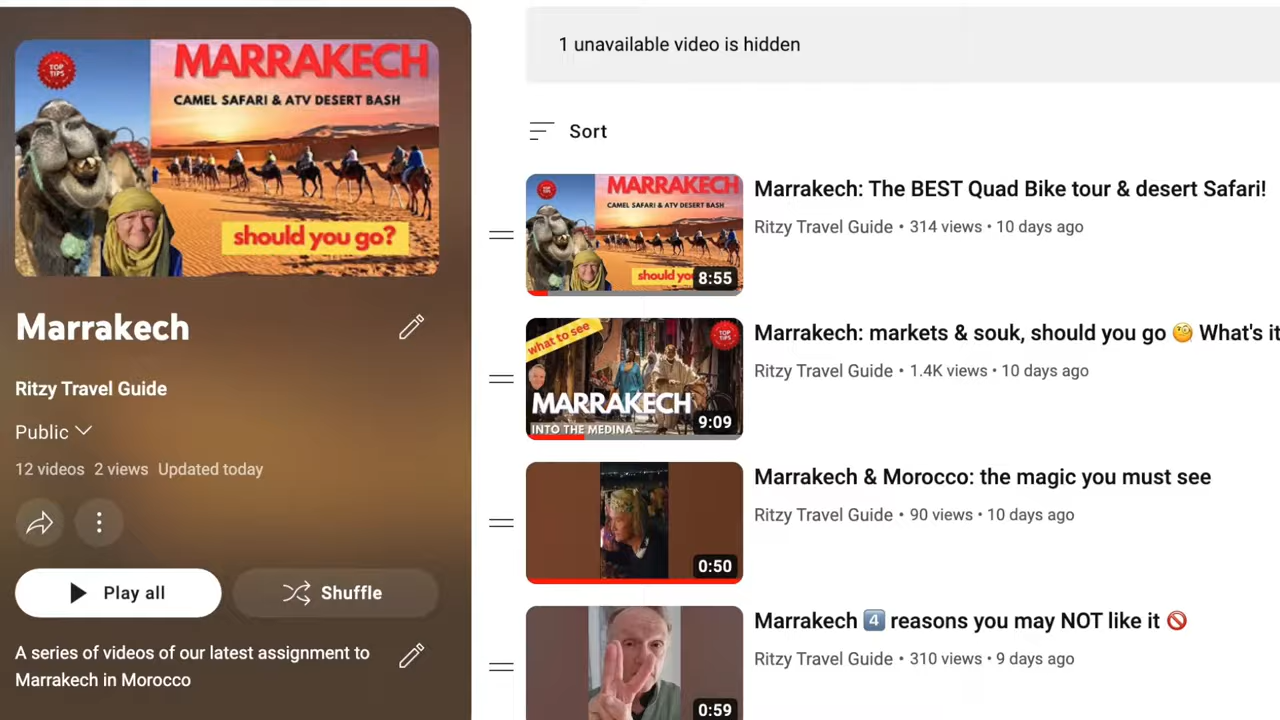 TOP
TIPS
MARRAKECH
CAMEL SAFARI & ATV DESERT BASH
should you go?
Marrakech
Ritzy Travel Guide
Public
12 videos 2 views Updated today
Play all
Shuffle
A series of videos of our latest assignment to
Marrakech in Morocco
1 unavailable video is hidden
Sort
MARRAKECH
CAMEL SAFARI & ATV DESERT BASH
should you
8:55
Marrakech: The BEST Quad Bike tour & desert Safari!
Ritzy Travel Guide • 314 views • 10 days ago
what to see
TOP
TIPS
MARRAKECH
INTO THE MEDINA
9:09
Marrakech: markets & souk, should you go 🧐 What's it
Ritzy Travel Guide • 1.4K views • 10 days ago
0:50
Marrakech & Morocco: the magic you must see
Ritzy Travel Guide • 90 views • 10 days ago
0:59
Marrakech 4️⃣ reasons you may NOT like it 🚫
Ritzy Travel Guide • 310 views • 9 days ago